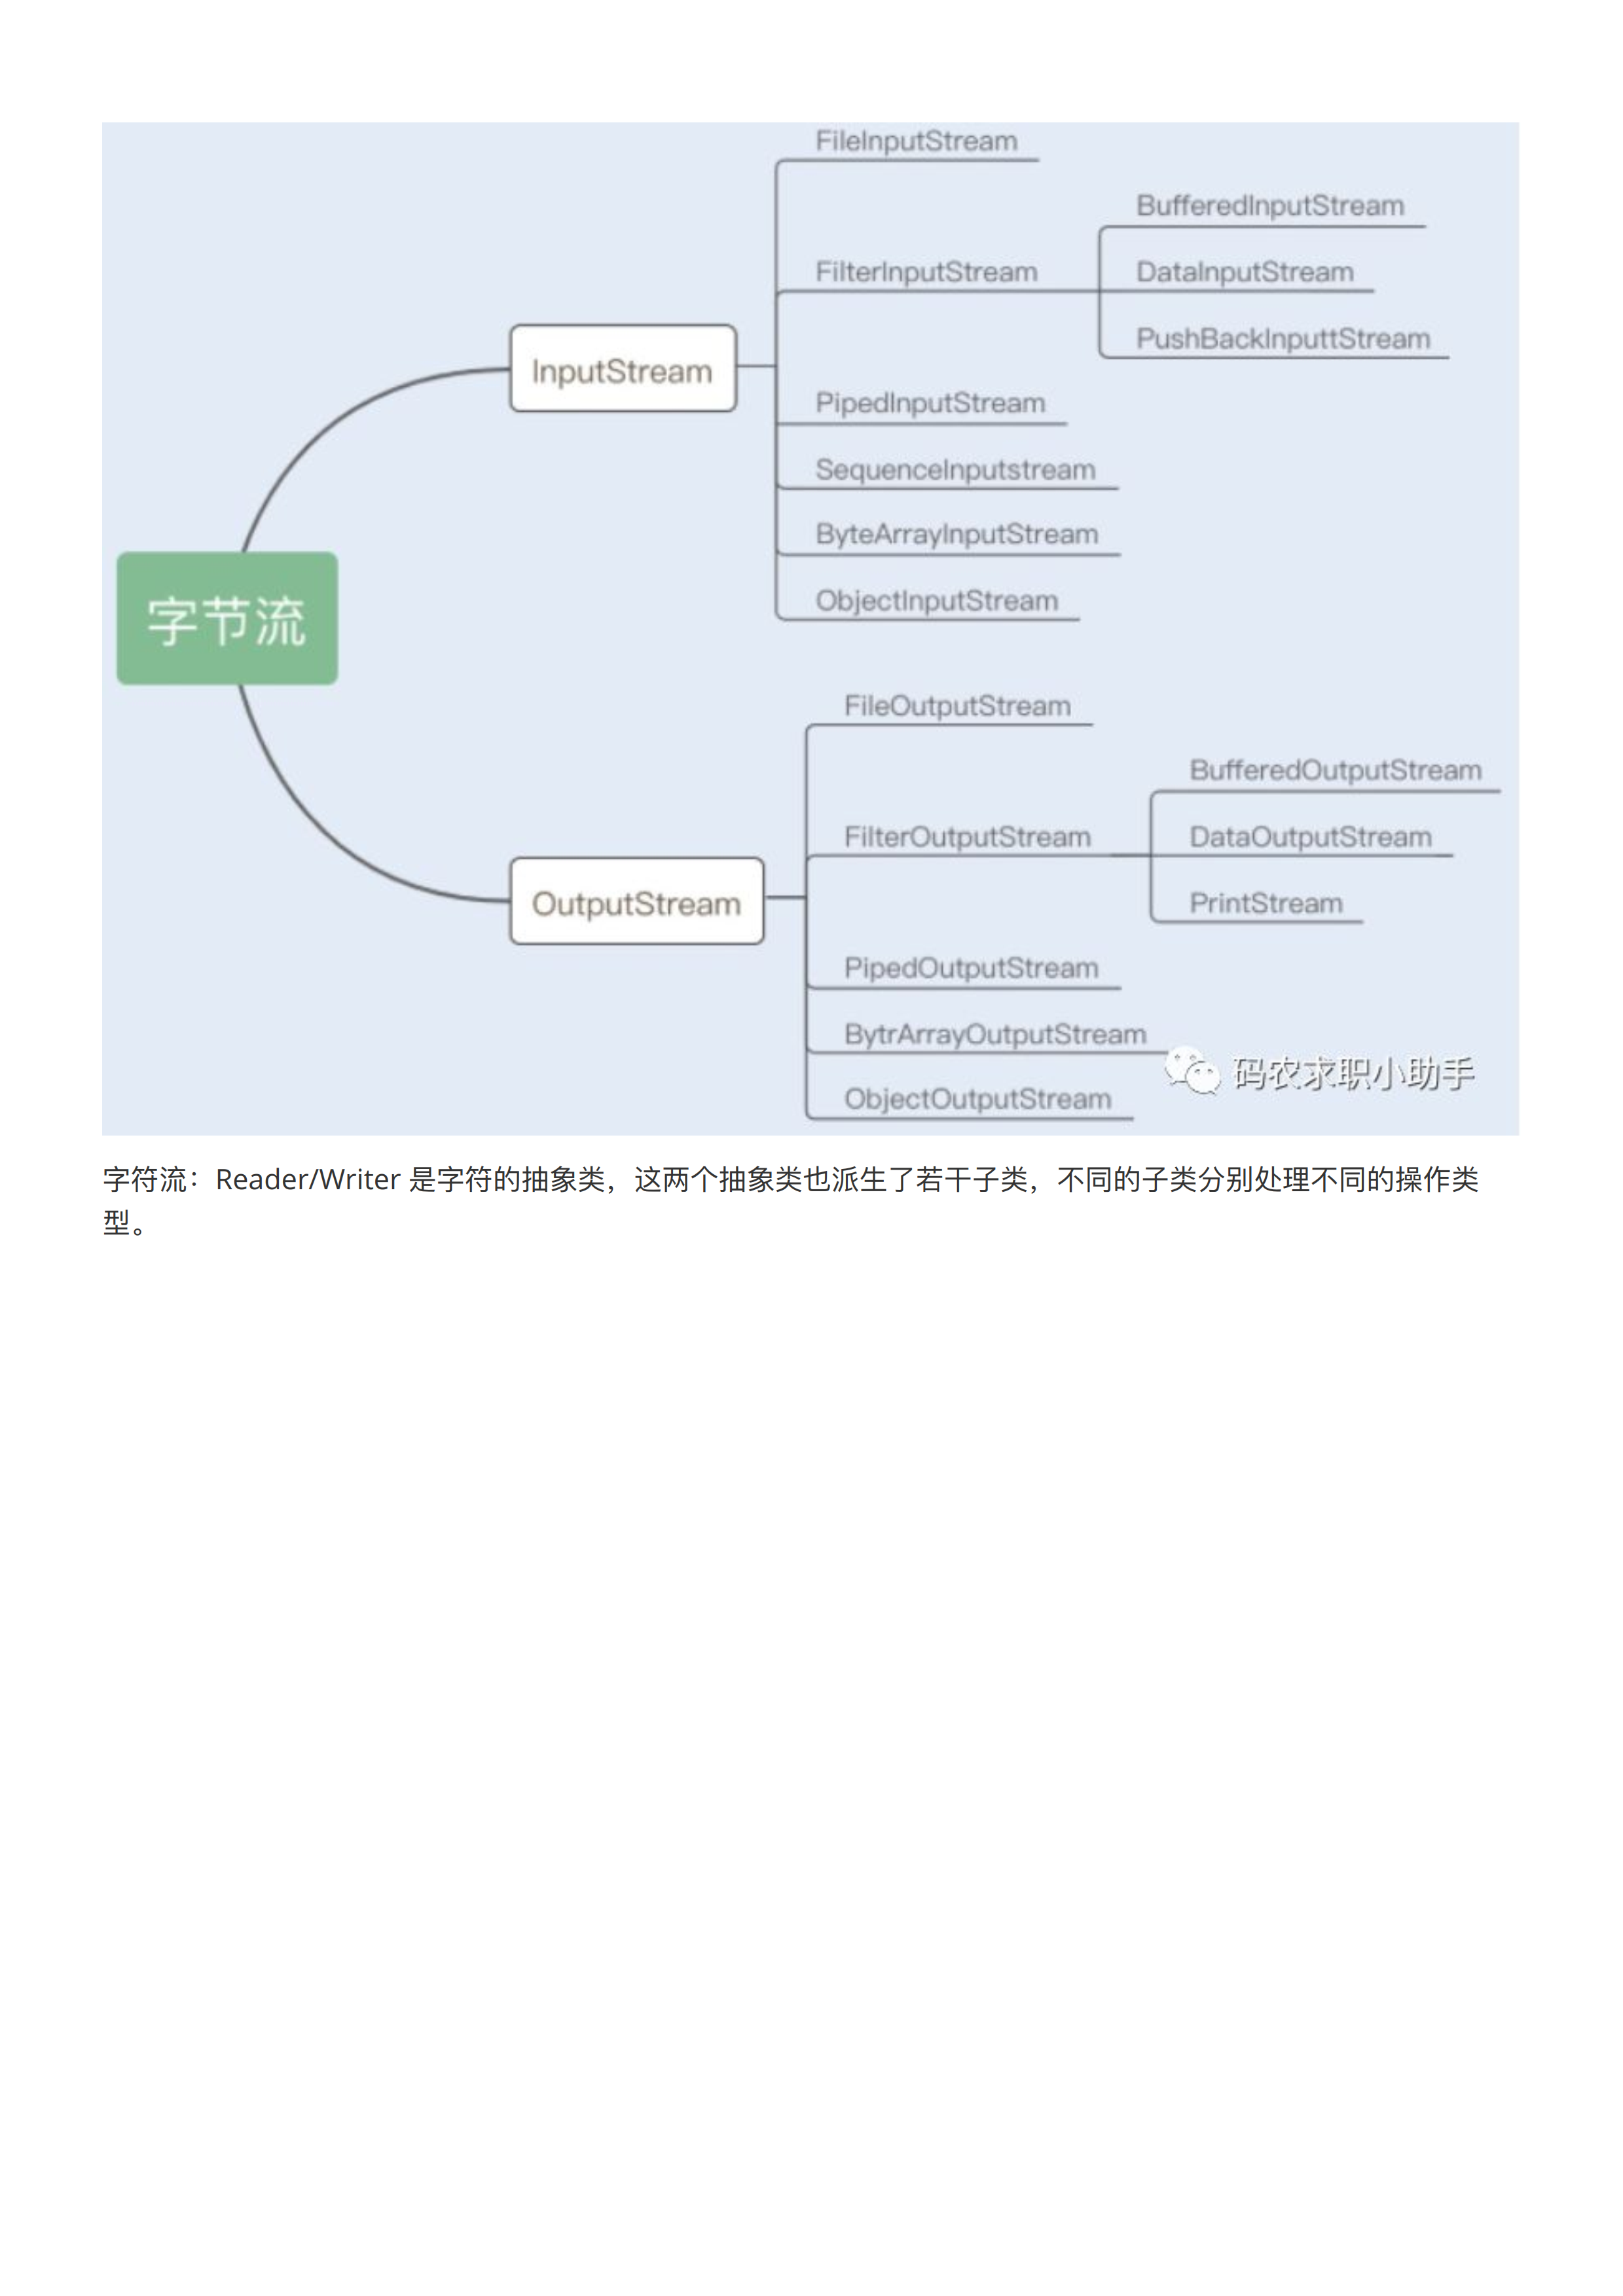 FileInputStream
BufferedInputStream
FilterInputStream
DataInputStream
PushBackInputtStream
InputStream
PipedInputStream
SequenceInputstream
ByteArrayInputStream
ObjectInputStream
字节流
FileOutputStream
BufferedOutputStream
FilterOutputStream
DataOutputStream
PrintStream
OutputStream
PipedOutputStream
BytrArrayOutputStream
码农求职小助手
ObjectOutputStream
字符流：Reader/Writer 是字符的抽象类，这两个抽象类也派生了若干子类，不同的子类分别处理不同的操作类
型。